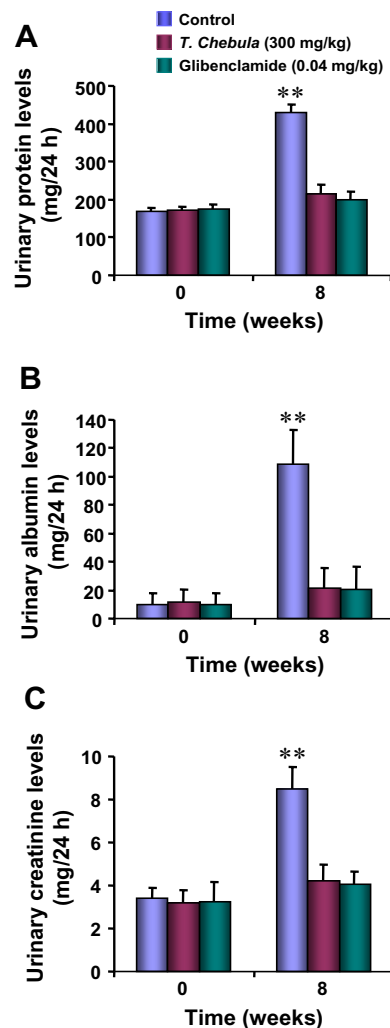 A
Control
T. Chebula (300 mg/kg)
Glibenclamide (0.04 mg/kg)
Urinary protein levels
(mg/24 h)
500
400
300
200
100
0
**
0 8
Time (weeks)
B
Urinary albumin levels
(mg/24 h)
140
120
100
80
60
40
20
0
**
0 8
Time (weeks)
C
Urinary creatinine levels
(mg/24 h)
10
8
6
4
2
0
**
0 8
Time (weeks)